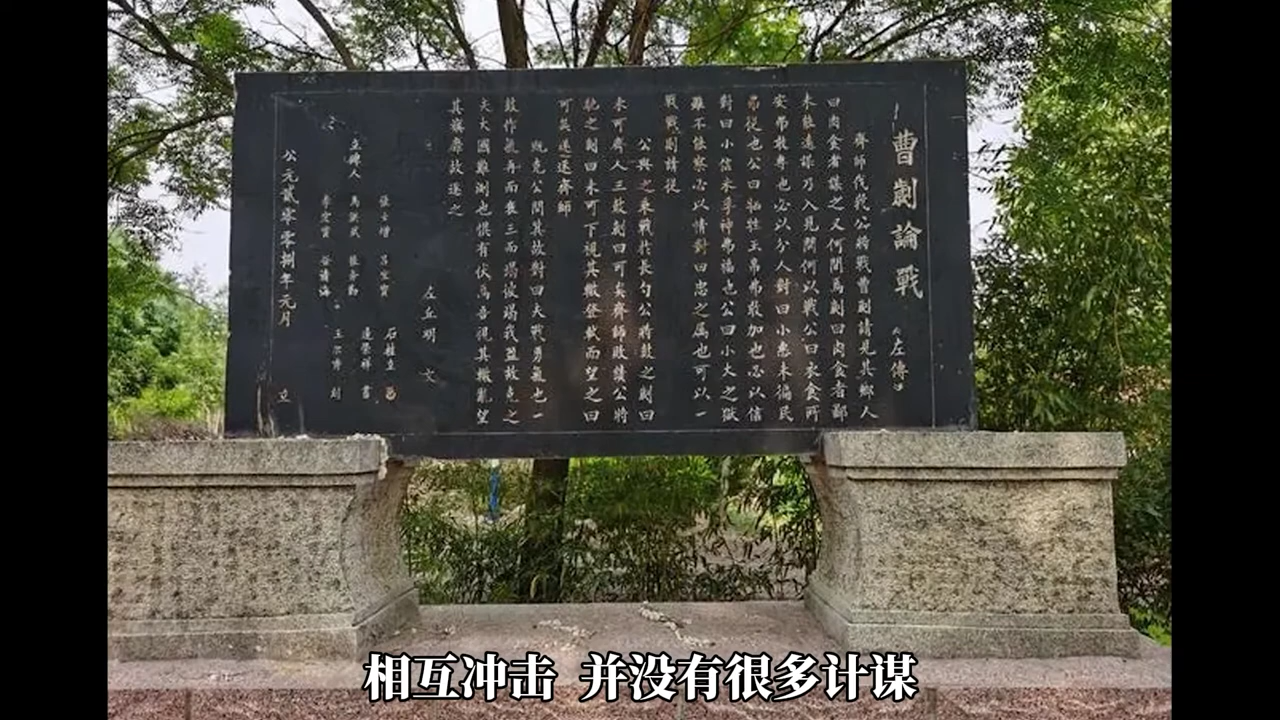 曹劌論戰 《左傳》
齊師伐我公將戰曹劌請見其鄉人
曰肉食者謀之又何間焉劌曰肉食者鄙
未能遠謀乃入見問何以戰公曰衣食所
安弗敢專也必以分人對曰小惠未徧民
弗從也公曰牺牲玉帛弗敢加也必以信
對曰小信未孚神弗福也公曰小大之獄
雖不能察必以情對曰忠之属也可以一
戰戰則請從
公與之乘戰於長勺公將鼓之劌曰
未可齊人三鼓劌曰可矣齊師敗績公將
馳之劌曰未可下視其轍登軾而望之曰
可矣遂逐齊師
既克公問其故對曰夫戰勇氣也一
鼓作氣再而衰三而竭彼竭我盈故克之
夫大國難測也懼有伏焉吾視其轍亂望
其旗靡故逐之
左丘明 文
立碑人
公元贰零零捌年元月 立
相互冲击 并没有很多计谋